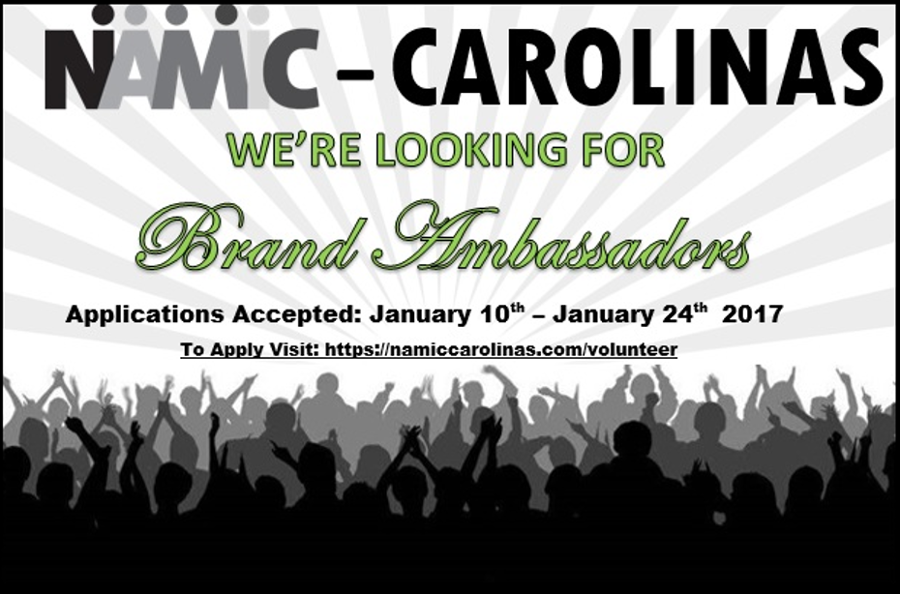 NAMIC – CAROLINAS
WE'RE LOOKING FOR
Brand Ambassadors
Applications Accepted: January 10th – January 24th 2017
To Apply Visit: https://namiccarolinas.com/volunteer